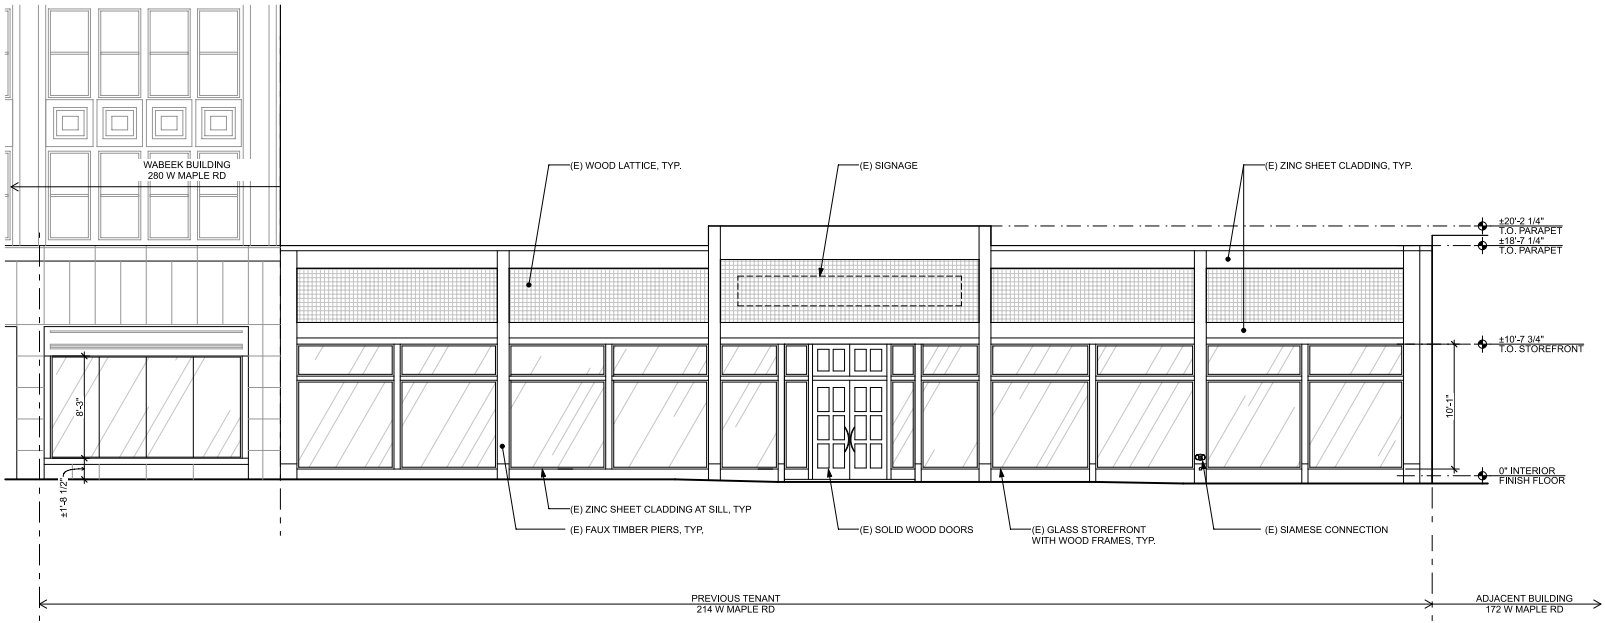 WABEEK BUILDING
280 W MAPLE RD
(E) WOOD LATTICE, TYP.
(E) SIGNAGE
(E) ZINC SHEET CLADDING, TYP.
±20'-2 1/4"
T.O. PARAPET
±18'-7 1/4"
T.O. PARAPET
±10'-7 3/4"
T.O. STOREFRONT
8'-3"
10'-1"
±1'-8 1/2"
0" INTERIOR
FINISH FLOOR
(E) ZINC SHEET CLADDING AT SILL, TYP
(E) FAUX TIMBER PIERS, TYP,
(E) SOLID WOOD DOORS
(E) GLASS STOREFRONT
WITH WOOD FRAMES, TYP.
(E) SIAMESE CONNECTION
PREVIOUS TENANT
214 W MAPLE RD
ADJACENT BUILDING
172 W MAPLE RD